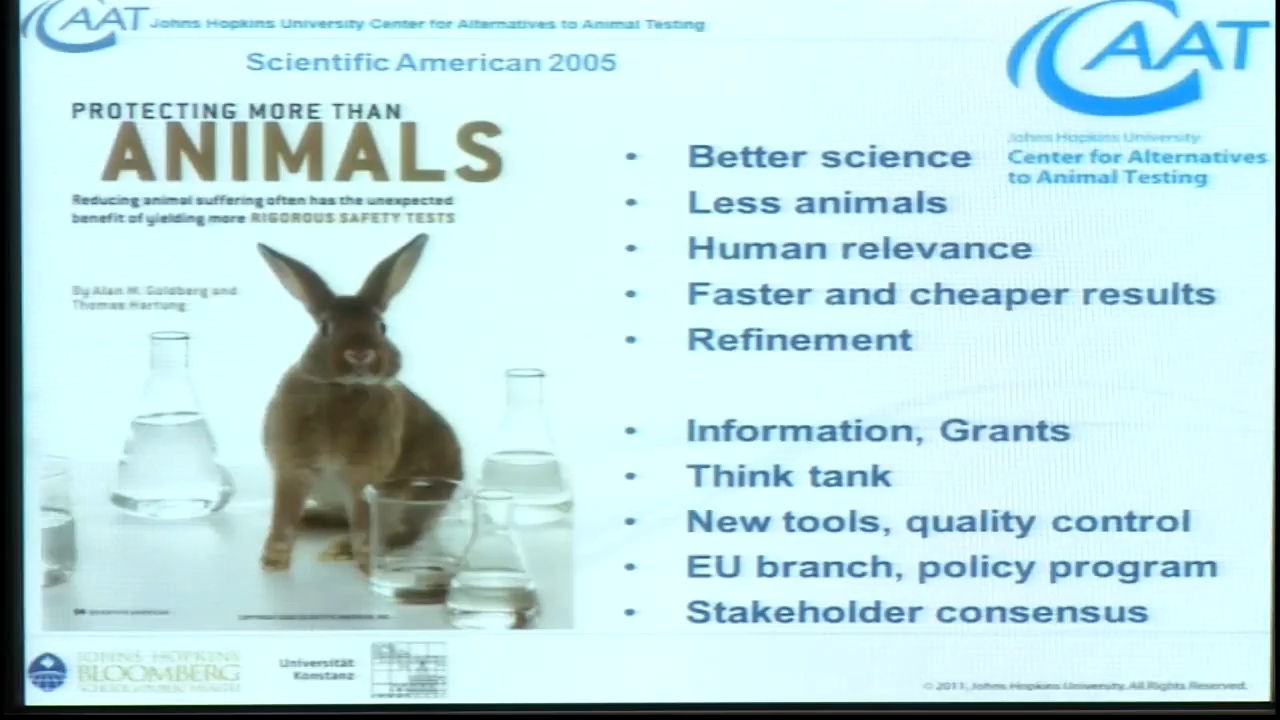 CAAT Johns Hopkins University Center for Alternatives to Animal Testing
Scientific American 2005
CAAT
Johns Hopkins University
Center for Alternatives
to Animal Testing
PROTECTING MORE THAN
ANIMALS
Reducing animal suffering often has the unexpected
benefit of yielding more RIGOROUS SAFETY TESTS
By Alan M. Goldberg and
Thomas Hartung
• Better science
• Less animals
• Human relevance
• Faster and cheaper results
• Refinement
• Information, Grants
• Think tank
• New tools, quality control
• EU branch, policy program
• Stakeholder consensus
JOHNS HOPKINS
BLOOMBERG
SCHOOL of PUBLIC HEALTH
Universität
Konstanz
© 2011, Johns Hopkins University. All Rights Reserved.